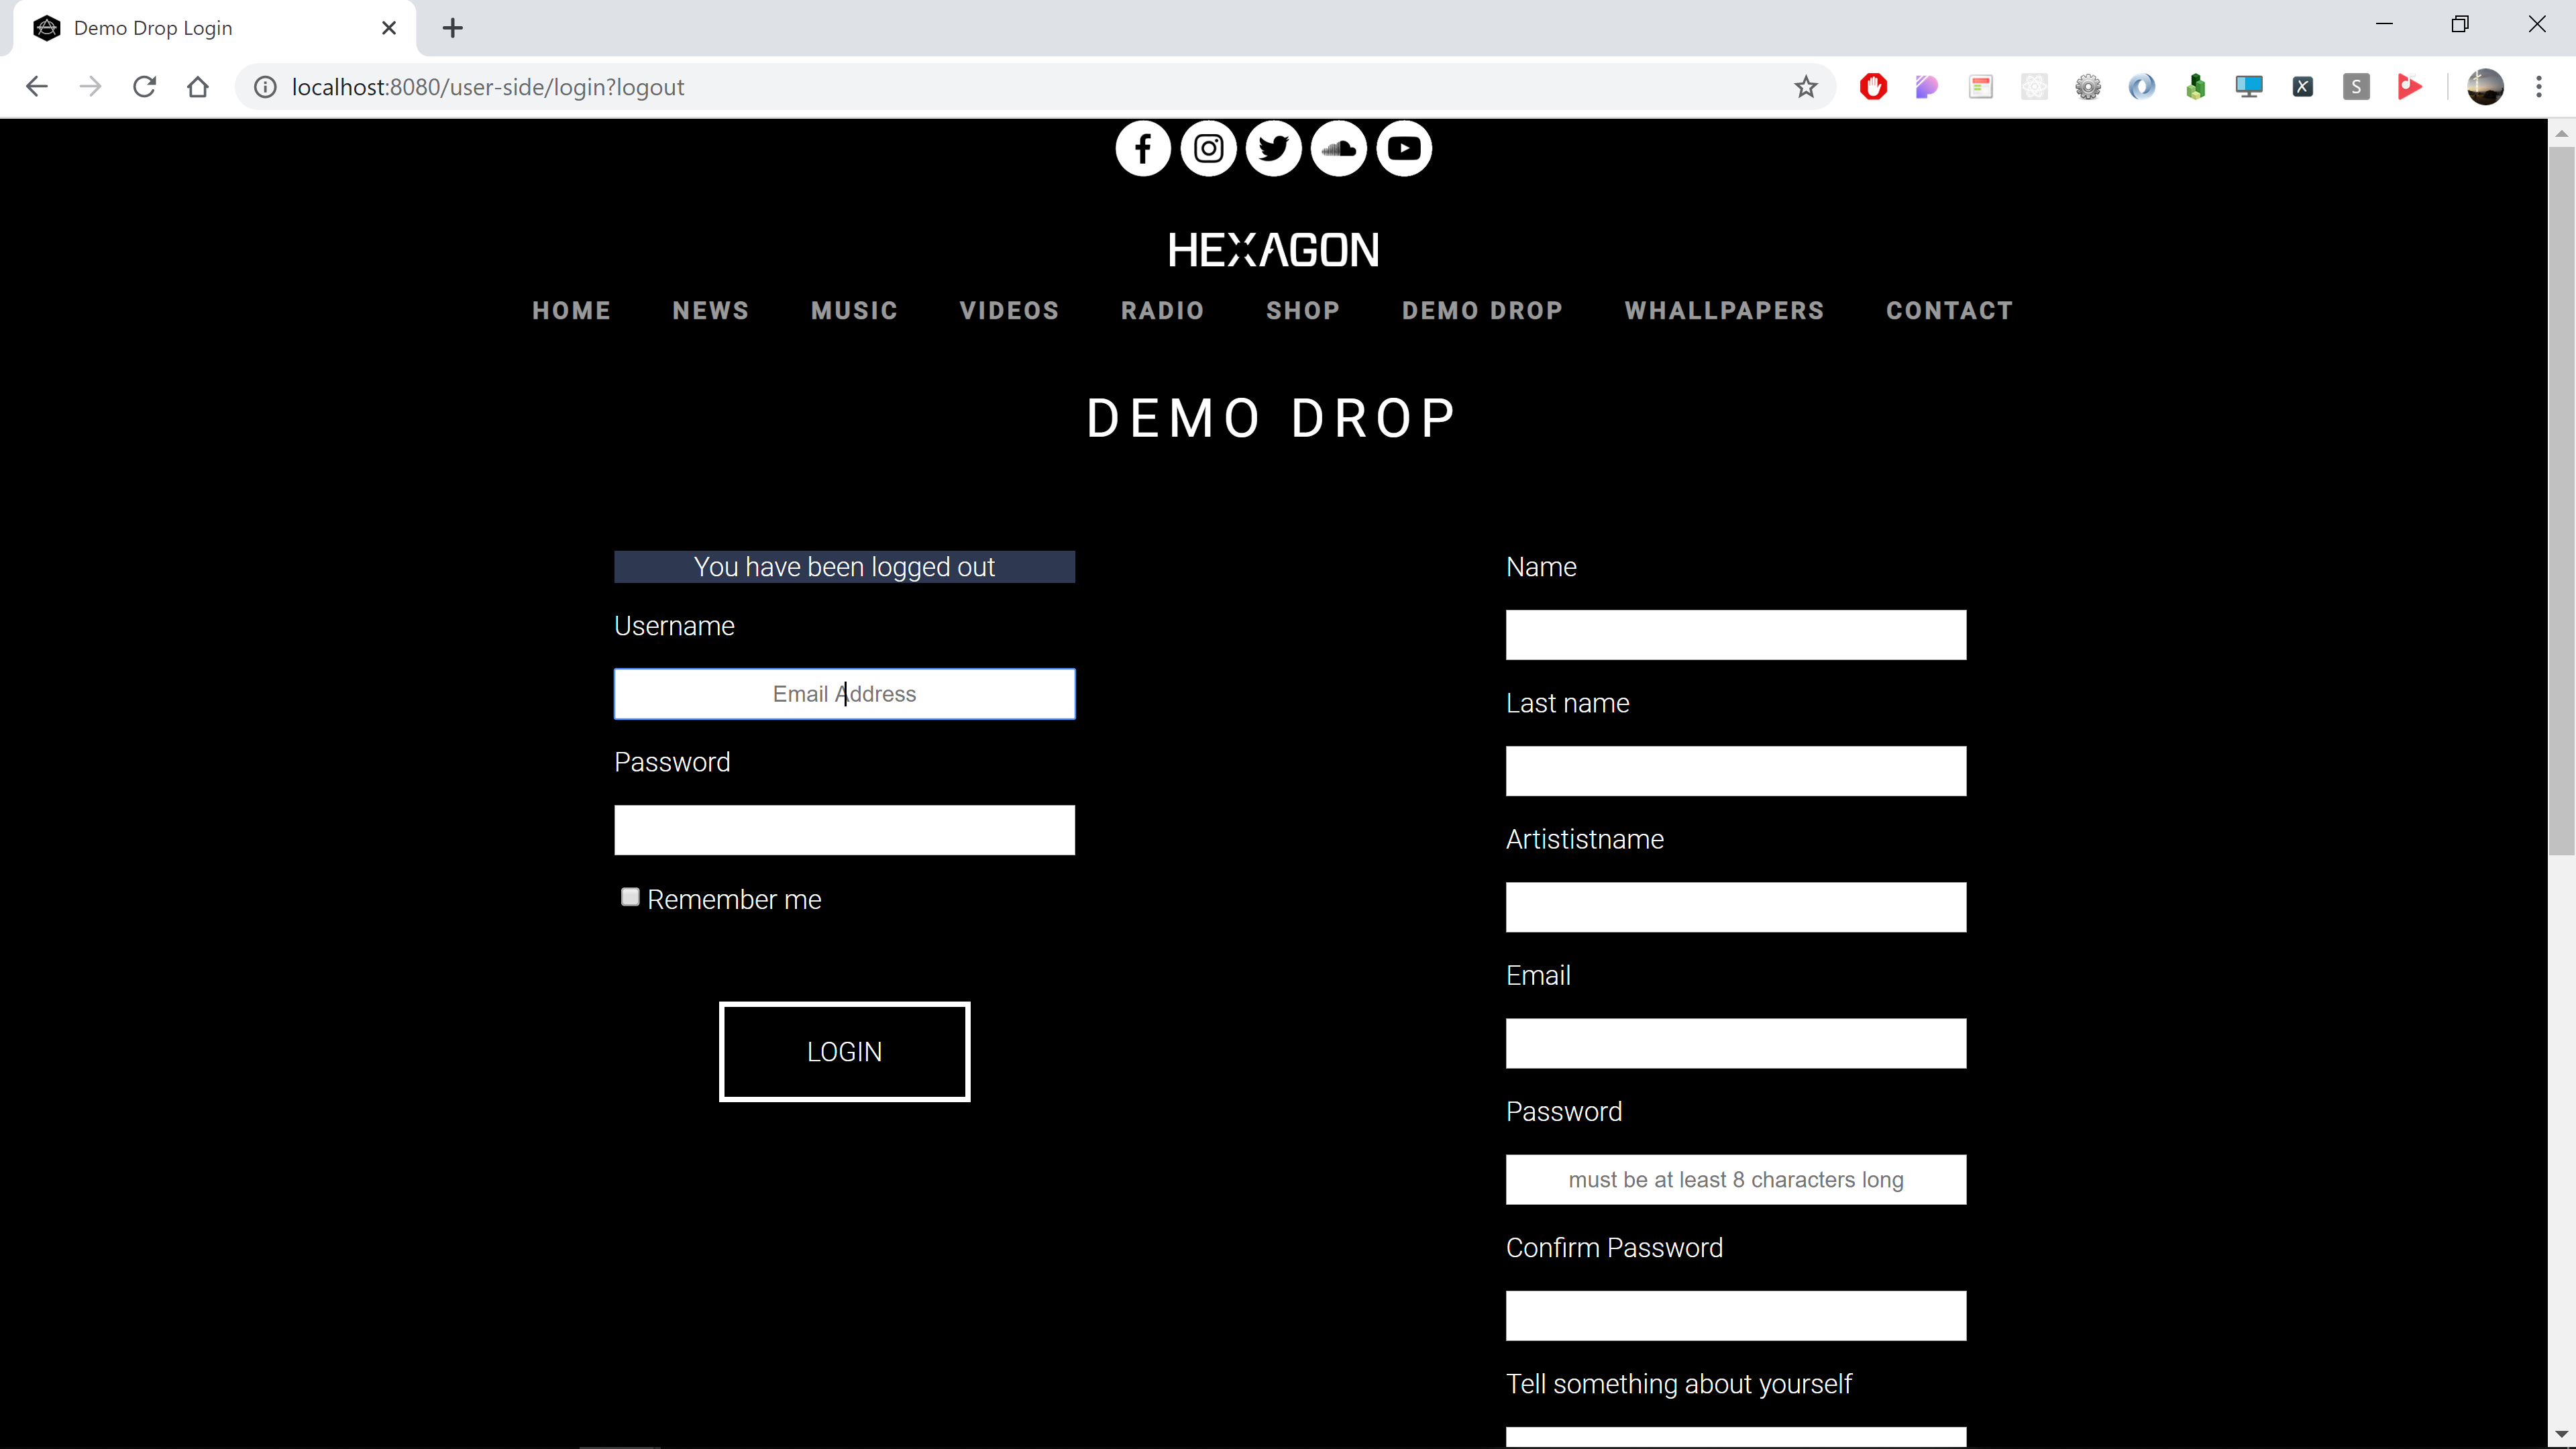 Demo Drop Login
localhost:8080/user-side/login?logout
HEXAGON
HOME NEWS MUSIC VIDEOS RADIO SHOP DEMO DROP WHALLPAPERS CONTACT
DEMO DROP
You have been logged out
Username
Email Address
Password
Remember me
LOGIN
Name
Last name
Artististname
Email
Password
must be at least 8 characters long
Confirm Password
Tell something about yourself